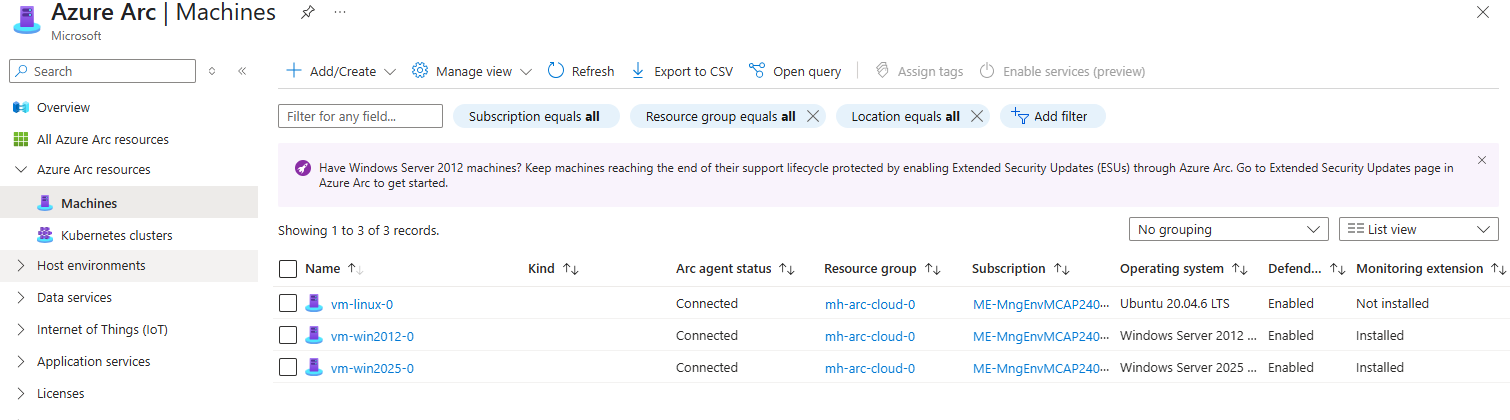 Azure Arc | Machines ...
Microsoft
Search
Add/Create Manage view Refresh Export to CSV Open query Assign tags Enable services (preview)
Overview
All Azure Arc resources
Azure Arc resources
Machines
Kubernetes clusters
Host environments
Data services
Internet of Things (IoT)
Application services
Licenses
Filter for any field... Subscription equals all Resource group equals all Location equals all Add filter
Have Windows Server 2012 machines? Keep machines reaching the end of their support lifecycle protected by enabling Extended Security Updates (ESUs) through Azure Arc. Go to Extended Security Updates page in
Azure Arc to get started.
Showing 1 to 3 of 3 records. No grouping List view
Name Kind Arc agent status Resource group Subscription Operating system Defend... Monitoring extension
vm-linux-0 Connected mh-arc-cloud-0 ME-MngEnvMCAP240... Ubuntu 20.04.6 LTS Enabled Not installed
vm-win2012-0 Connected mh-arc-cloud-0 ME-MngEnvMCAP240... Windows Server 2012 ... Enabled Installed
vm-win2025-0 Connected mh-arc-cloud-0 ME-MngEnvMCAP240... Windows Server 2025 ... Enabled Installed